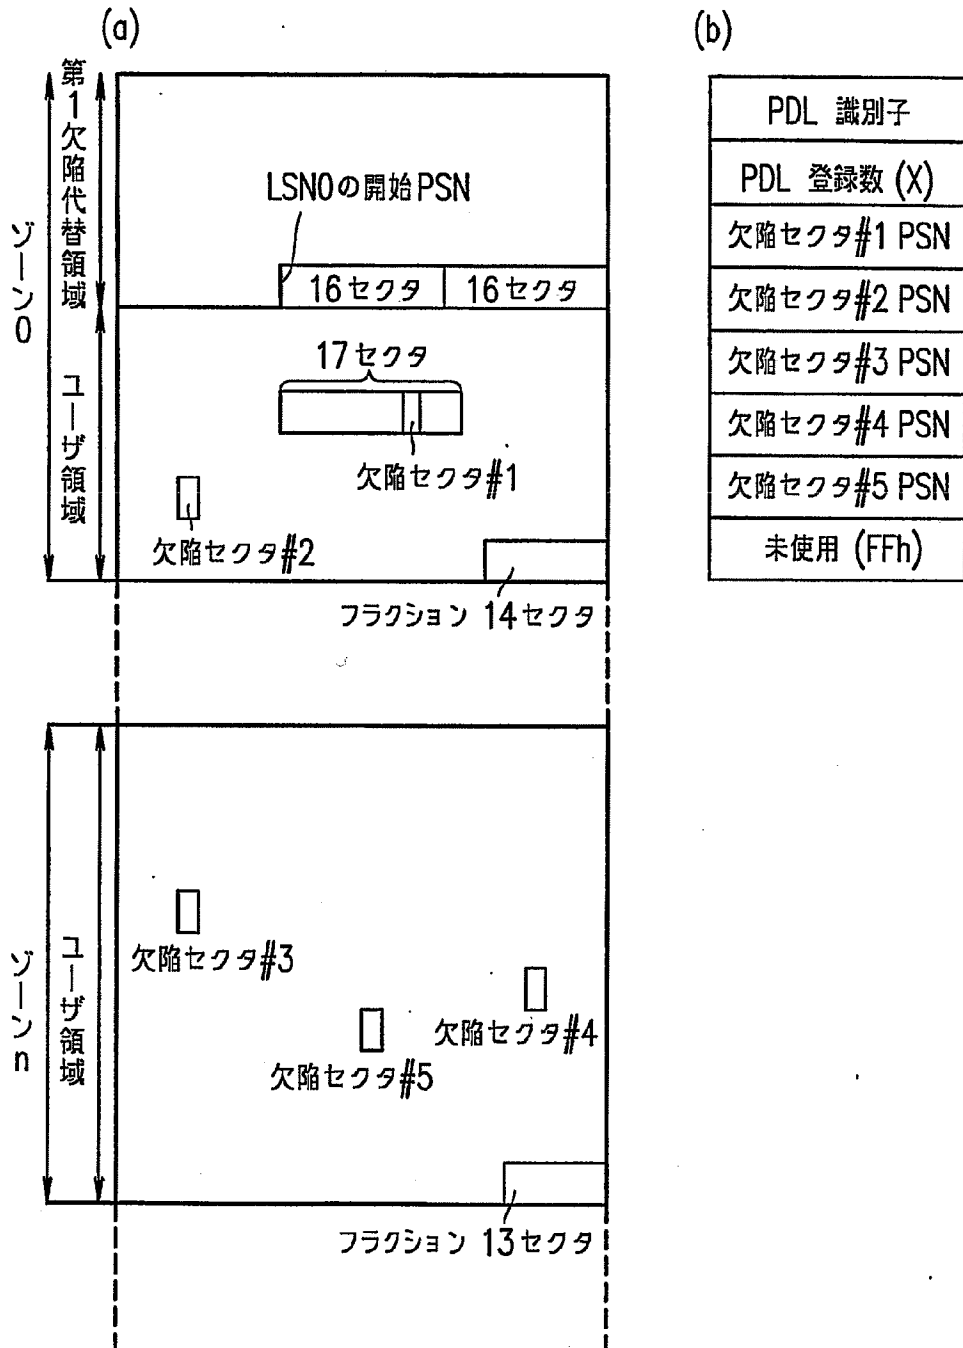 (a)
ゾーン0
第1欠陥代替領域
LSN0の開始PSN
16セクタ
16セクタ
ユーザ領域
17セクタ
欠陥セクタ#1
欠陥セクタ#2
フラクション 14セクタ
ゾーンn
ユーザ領域
欠陥セクタ#3
欠陥セクタ#4
欠陥セクタ#5
フラクション 13セクタ
(b)
PDL 識別子
PDL 登録数 (X)
欠陥セクタ#1 PSN
欠陥セクタ#2 PSN
欠陥セクタ#3 PSN
欠陥セクタ#4 PSN
欠陥セクタ#5 PSN
未使用 (FFh)